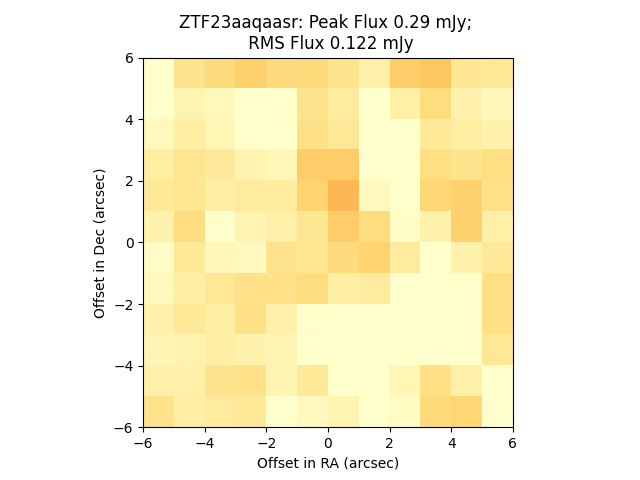 ZTF23aaqaasr: Peak Flux 0.29 mJy;
RMS Flux 0.122 mJy
6
4
2
0
−2
−4
−6
Offset in Dec (arcsec)
−6 −4 −2 0 2 4 6
Offset in RA (arcsec)